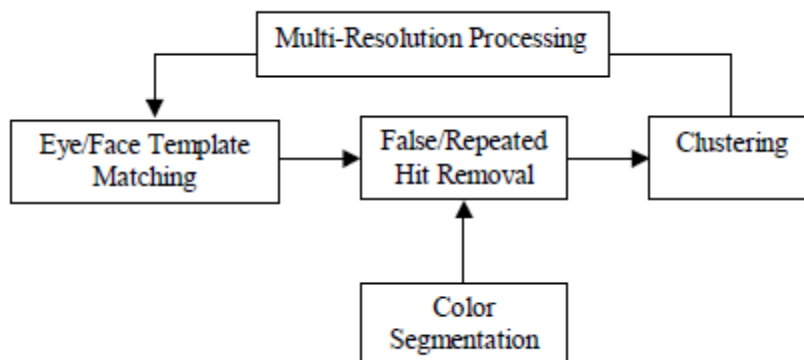 Multi-Resolution Processing
Eye/Face Template
Matching
False/Repeated
Hit Removal
Clustering
Color
Segmentation